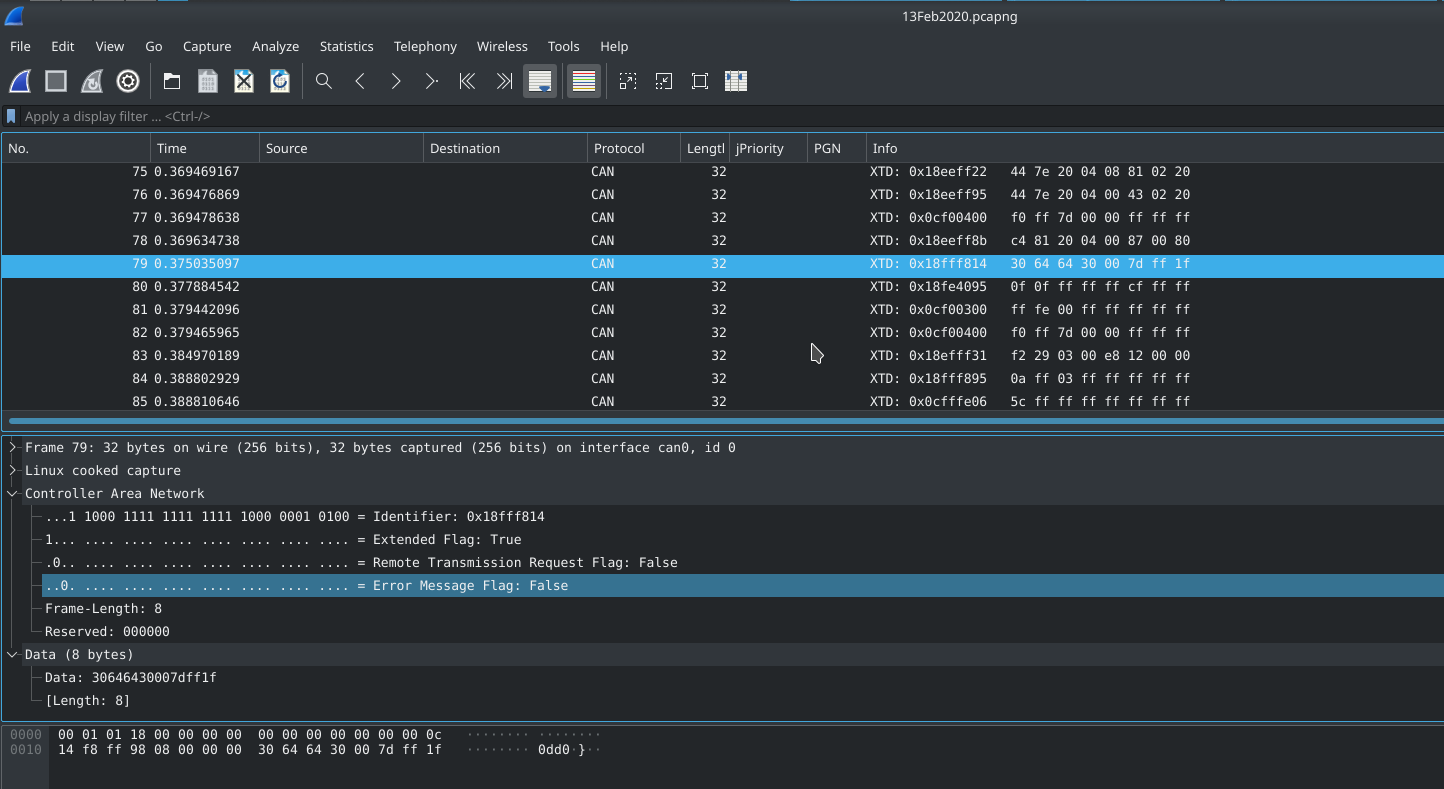 13Feb2020.pcapng
File Edit View Go Capture Analyze Statistics Telephony Wireless Tools Help
Apply a display filter ... <Ctrl-/>
No. Time Source Destination Protocol Lengtl jPriority PGN Info
75 0.369469167 CAN 32 XTD: 0x18eeff22 44 7e 20 04 08 81 02 20
76 0.369476869 CAN 32 XTD: 0x18eeff95 44 7e 20 04 00 43 02 20
77 0.369478638 CAN 32 XTD: 0x0cf00400 f0 ff 7d 00 00 ff ff ff
78 0.369634738 CAN 32 XTD: 0x18eeff8b c4 81 20 04 00 87 00 80
79 0.375035097 CAN 32 XTD: 0x18fff814 30 64 64 30 00 7d ff 1f
80 0.377884542 CAN 32 XTD: 0x18fe4095 0f 0f ff ff ff cf ff ff
81 0.379442096 CAN 32 XTD: 0x0cf00300 ff fe 00 ff ff ff ff ff
82 0.379465965 CAN 32 XTD: 0x0cf00400 f0 ff 7d 00 00 ff ff ff
83 0.384970189 CAN 32 XTD: 0x18efff31 f2 29 03 00 e8 12 00 00
84 0.388802929 CAN 32 XTD: 0x18fff895 0a ff 03 ff ff ff ff ff
85 0.388810646 CAN 32 XTD: 0x0cfffe06 5c ff ff ff ff ff ff ff
Frame 79: 32 bytes on wire (256 bits), 32 bytes captured (256 bits) on interface can0, id 0
Linux cooked capture
Controller Area Network
...1 1000 1111 1111 1111 1000 0001 0100 = Identifier: 0x18fff814
1... .... .... .... .... .... .... .... = Extended Flag: True
.0.. .... .... .... .... .... .... .... = Remote Transmission Request Flag: False
..0. .... .... .... .... .... .... .... = Error Message Flag: False
Frame-Length: 8
Reserved: 000000
Data (8 bytes)
Data: 30646430007dff1f
[Length: 8]
0000 00 01 01 18 00 00 00 00 00 00 00 00 00 00 00 0c ········ ········
0010 14 f8 ff 98 08 00 00 00 30 64 64 30 00 7d ff 1f ········ 0dd0·}··